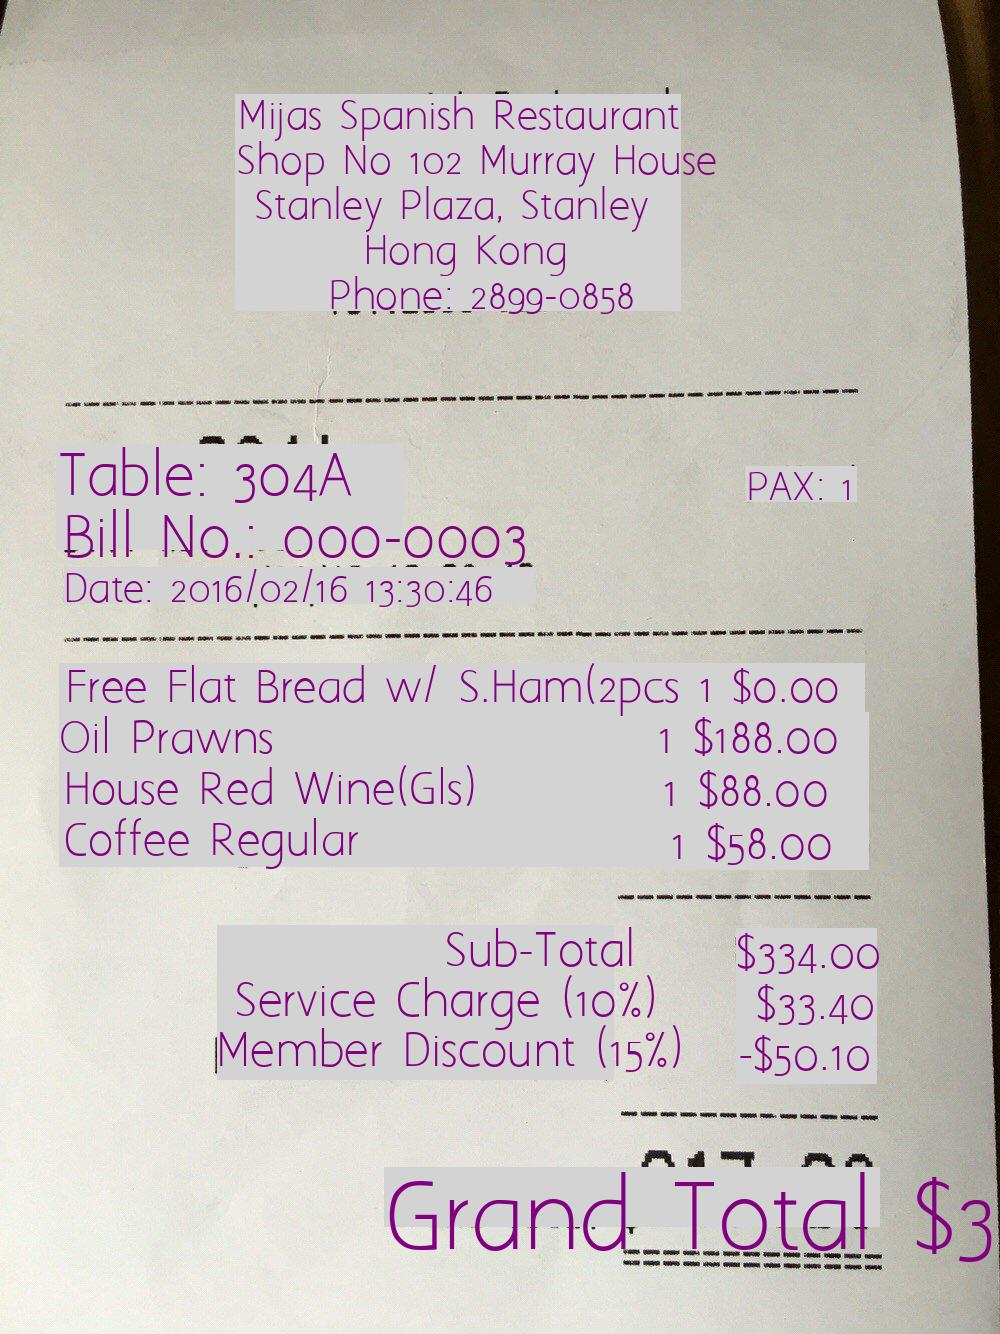 Mijas Spanish Restaurant
Shop No 102 Murray House
Stanley Plaza, Stanley
Hong Kong
Phone: 2899-0858
Table: 304A PAX: 1
Bill No.: 000-0003
Date: 2016/02/16 13:30:46
Free Flat Bread w/ S.Ham(2pcs 1 $0.00
Oil Prawns 1 $188.00
House Red Wine(Gls) 1 $88.00
Coffee Regular 1 $58.00
Sub-Total $334.00
Service Charge (10%) $33.40
Member Discount (15%) -$50.10
Grand Total $3